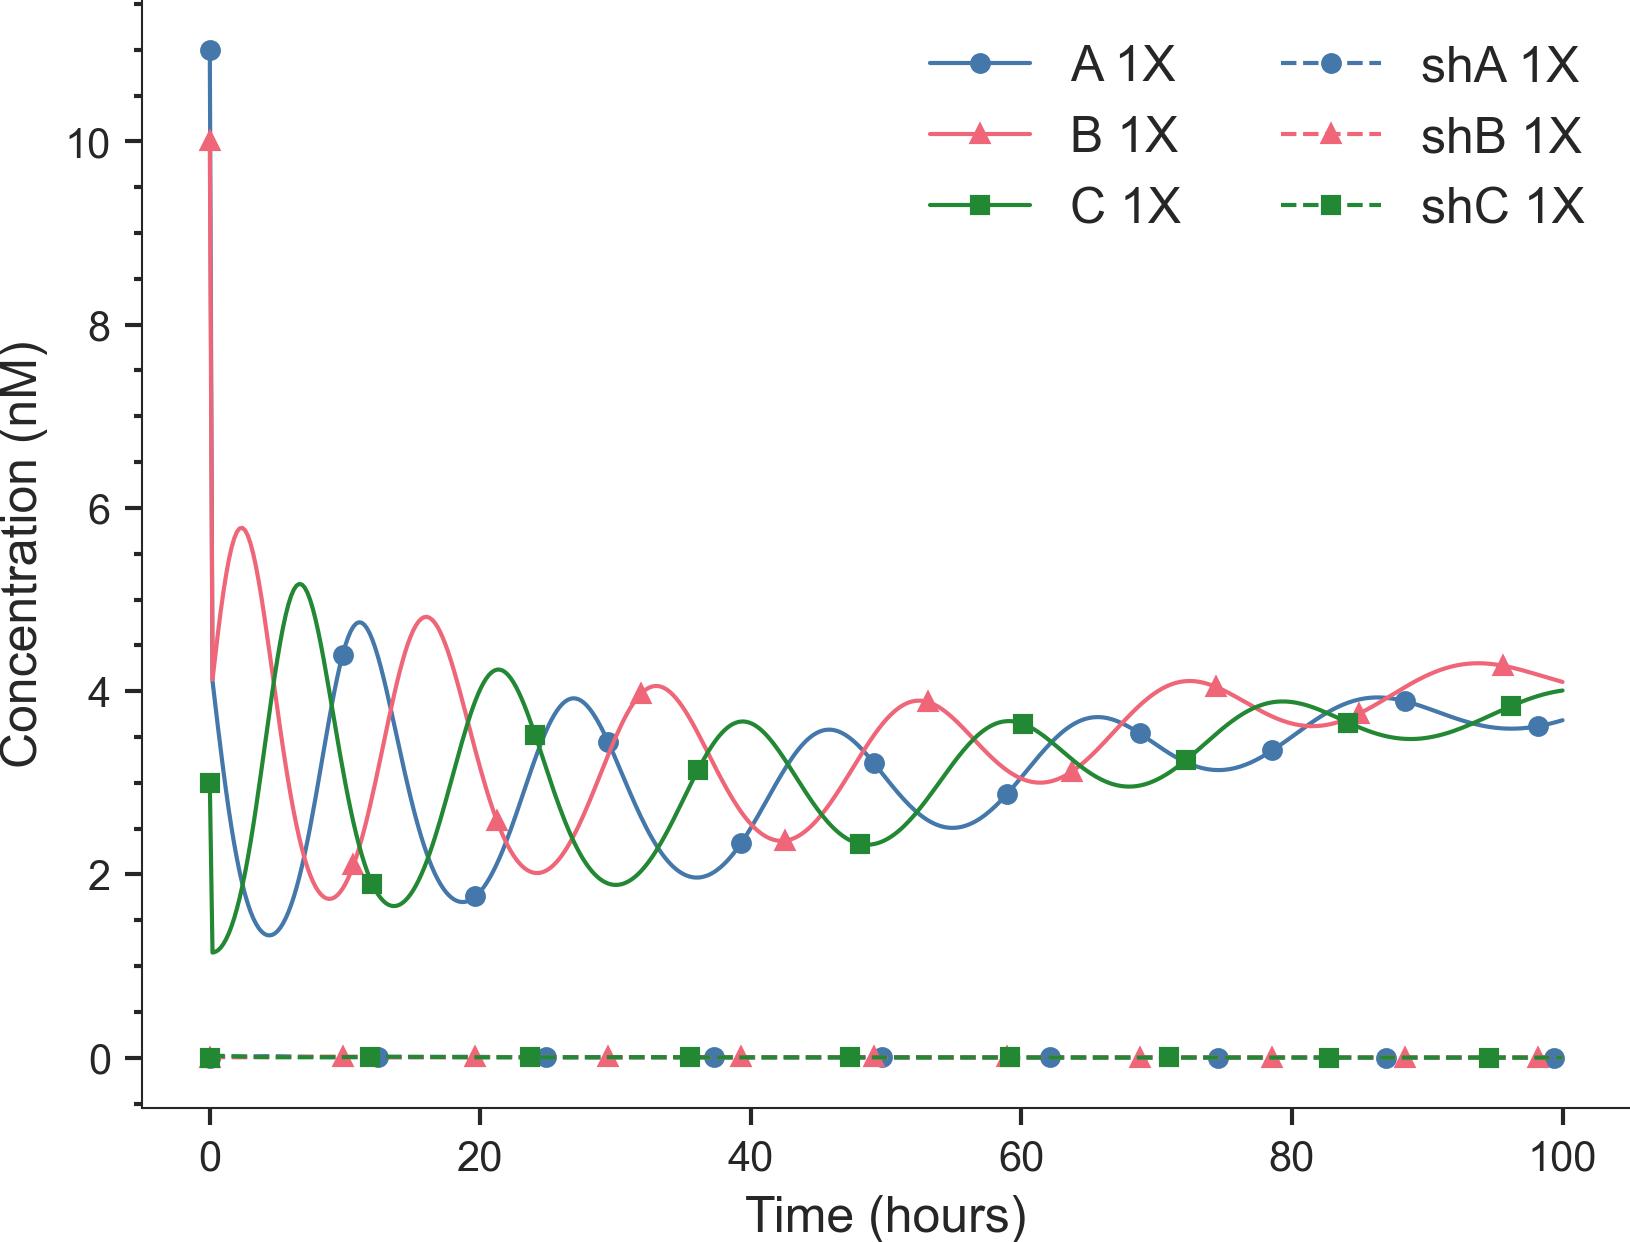 A 1X
shA 1X
B 1X
shB 1X
C 1X
shC 1X
Concentration (nM)
10
8
6
4
2
0
0 20 40 60 80 100
Time (hours)